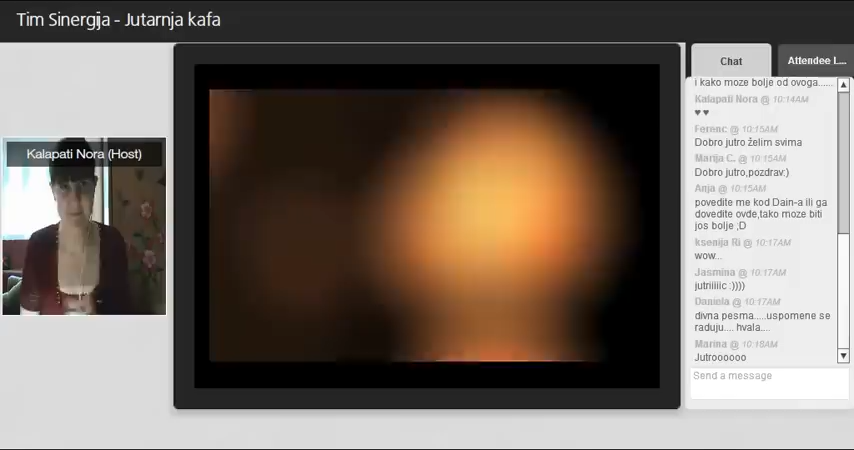 Tim Sinergija - Jutarnja kafa
Kalapati Nora (Host)
Chat
Attendee L...
i kako moze bolje od ovoga......
Kalapati Nora @ 10:14AM
♥ ♥
Ferenc @ 10:15AM
Dobro jutro želim svima
Marija C. @ 10:15AM
Dobro jutro,pozdrav:)
Anja @ 10:15AM
povedite me kod Dain-a ili ga
dovedite ovde,tako moze biti
jos bolje ;D
ksenija Ri @ 10:17AM
wow...
Jasmina @ 10:17AM
jutriiiiic :))))
Daniela @ 10:17AM
divna pesma.....uspomene se
raduju.... hvala....
Marina @ 10:18AM
Jutroooooo
Send a message